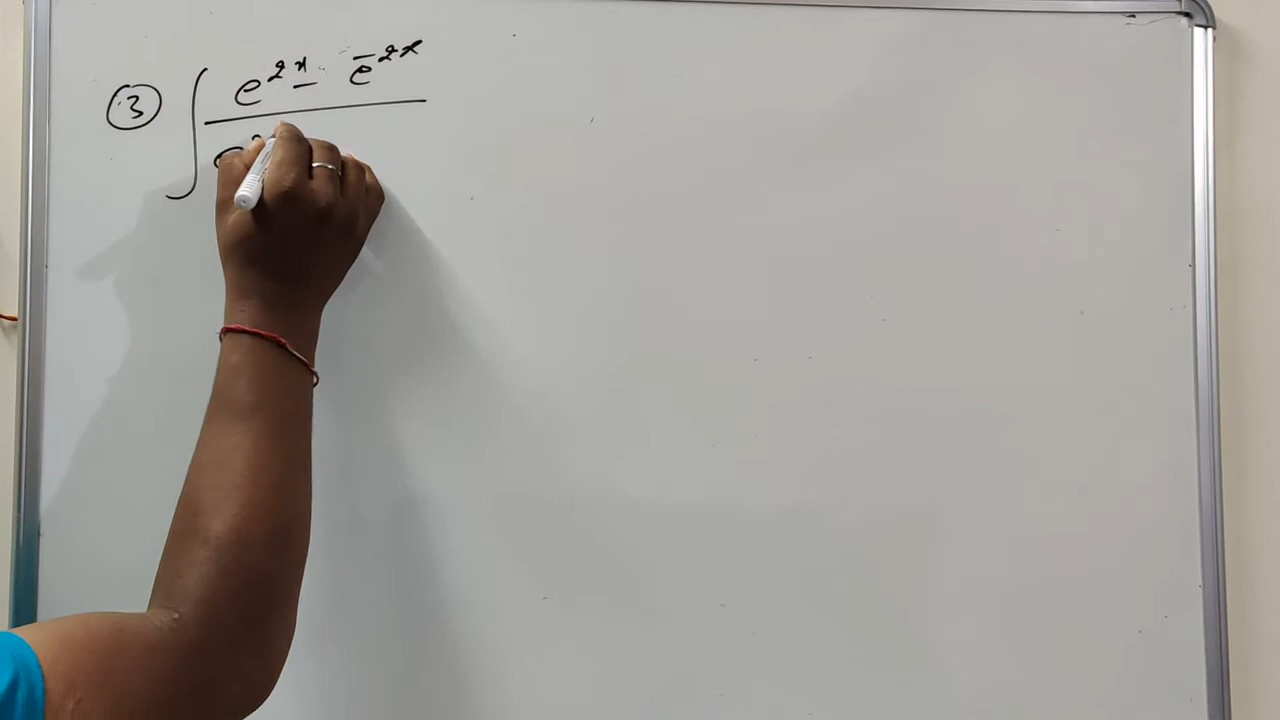 ③ ∫ e^{2x} - e^{-2x}
e